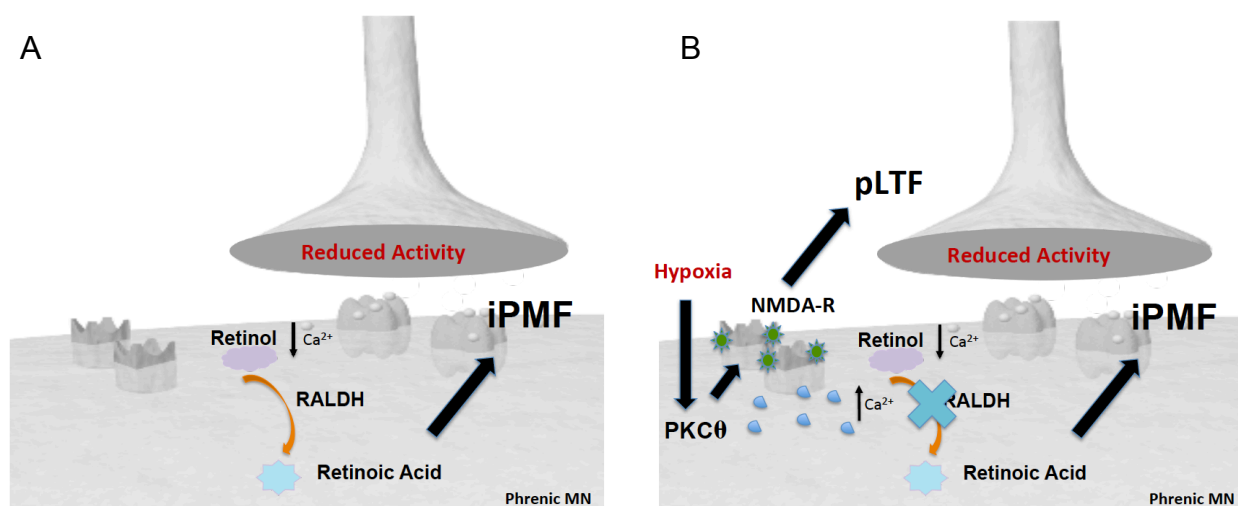 A
Reduced Activity
iPMF
Retinol
Ca²⁺
RALDH
Retinoic Acid
Phrenic MN
B
pLTF
Reduced Activity
Hypoxia
NMDA-R
iPMF
Retinol
Ca²⁺
Ca²⁺
RALDH
PKCθ
Retinoic Acid
Phrenic MN